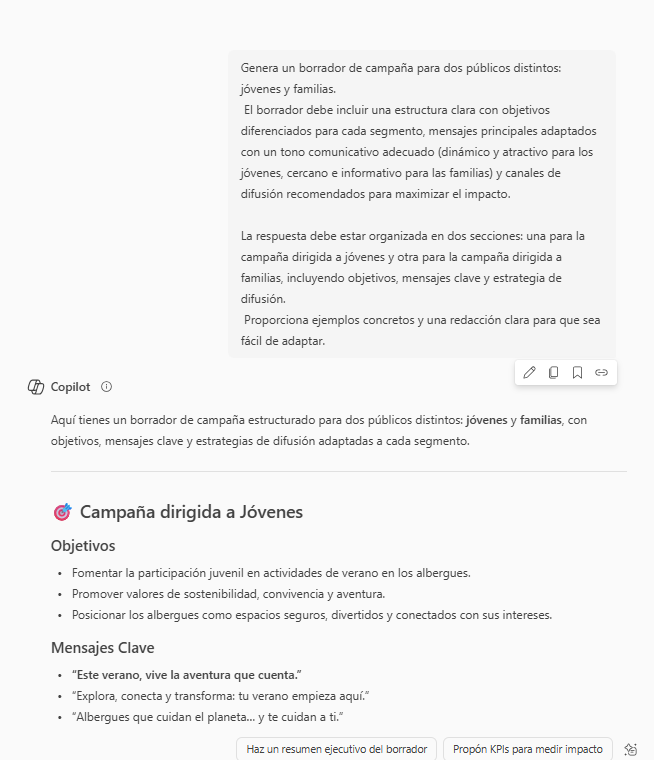 Genera un borrador de campaña para dos públicos distintos:
jóvenes y familias.
El borrador debe incluir una estructura clara con objetivos
diferenciados para cada segmento, mensajes principales adaptados
con un tono comunicativo adecuado (dinámico y atractivo para los
jóvenes, cercano e informativo para las familias) y canales de
difusión recomendados para maximizar el impacto.
La respuesta debe estar organizada en dos secciones: una para la
campaña dirigida a jóvenes y otra para la campaña dirigida a
familias, incluyendo objetivos, mensajes clave y estrategia de
difusión.
Proporciona ejemplos concretos y una redacción clara para que sea
fácil de adaptar.
Copilot
Aquí tienes un borrador de campaña estructurado para dos públicos distintos: jóvenes y familias, con
objetivos, mensajes clave y estrategias de difusión adaptadas a cada segmento.
🎯 Campaña dirigida a Jóvenes
Objetivos
• Fomentar la participación juvenil en actividades de verano en los albergues.
• Promover valores de sostenibilidad, convivencia y aventura.
• Posicionar los albergues como espacios seguros, divertidos y conectados con sus intereses.
Mensajes Clave
• “Este verano, vive la aventura que cuenta.”
• “Explora, conecta y transforma: tu verano empieza aquí.”
• “Albergues que cuidan el planeta… y te cuidan a ti.”
Haz un resumen ejecutivo del borrador
Propón KPIs para medir impacto